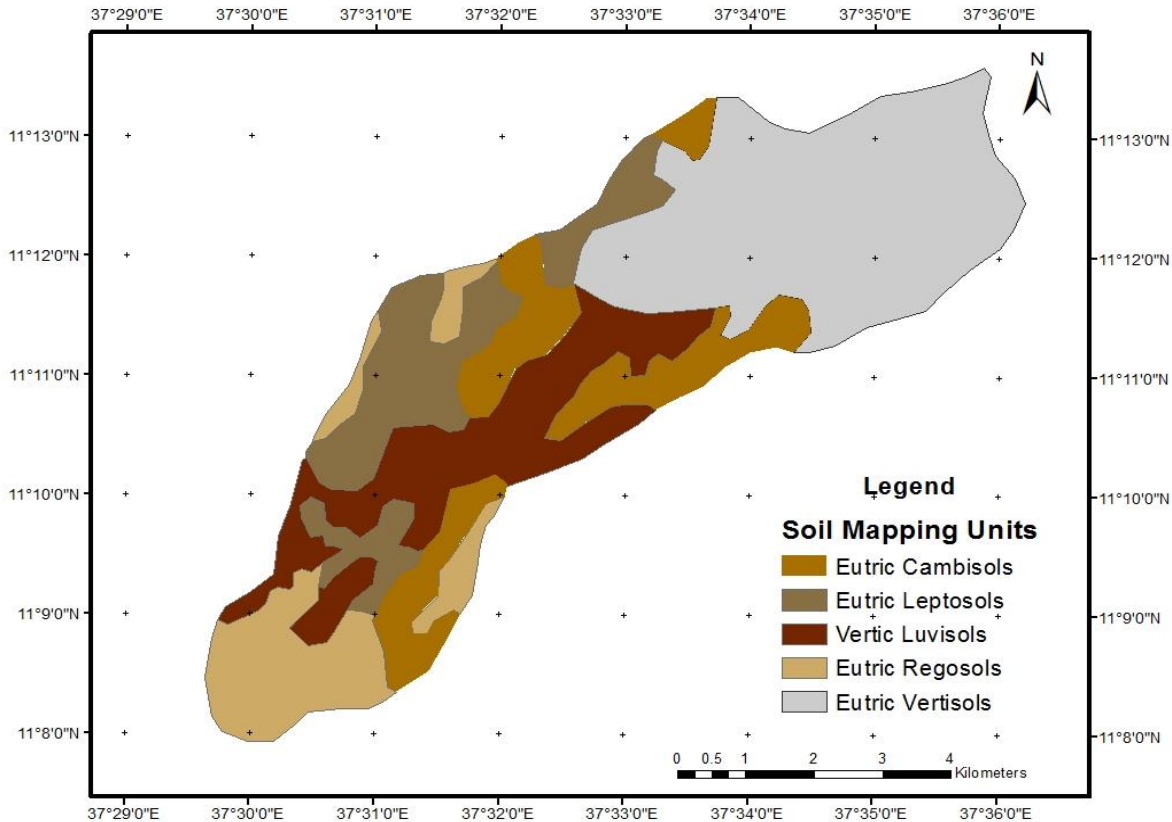 37°29'0"E 37°30'0"E 37°31'0"E 37°32'0"E 37°33'0"E 37°34'0"E 37°35'0"E 37°36'0"E
N
11°13'0"N 11°13'0"N
11°12'0"N 11°12'0"N
11°11'0"N 11°11'0"N
11°10'0"N 11°10'0"N
11°9'0"N 11°9'0"N
11°8'0"N 11°8'0"N
Legend
Soil Mapping Units
Eutric Cambisols
Eutric Leptosols
Vertic Luvisols
Eutric Regosols
Eutric Vertisols
0 0.5 1 2 3 4
Kilometers
37°29'0"E 37°30'0"E 37°31'0"E 37°32'0"E 37°33'0"E 37°34'0"E 37°35'0"E 37°36'0"E